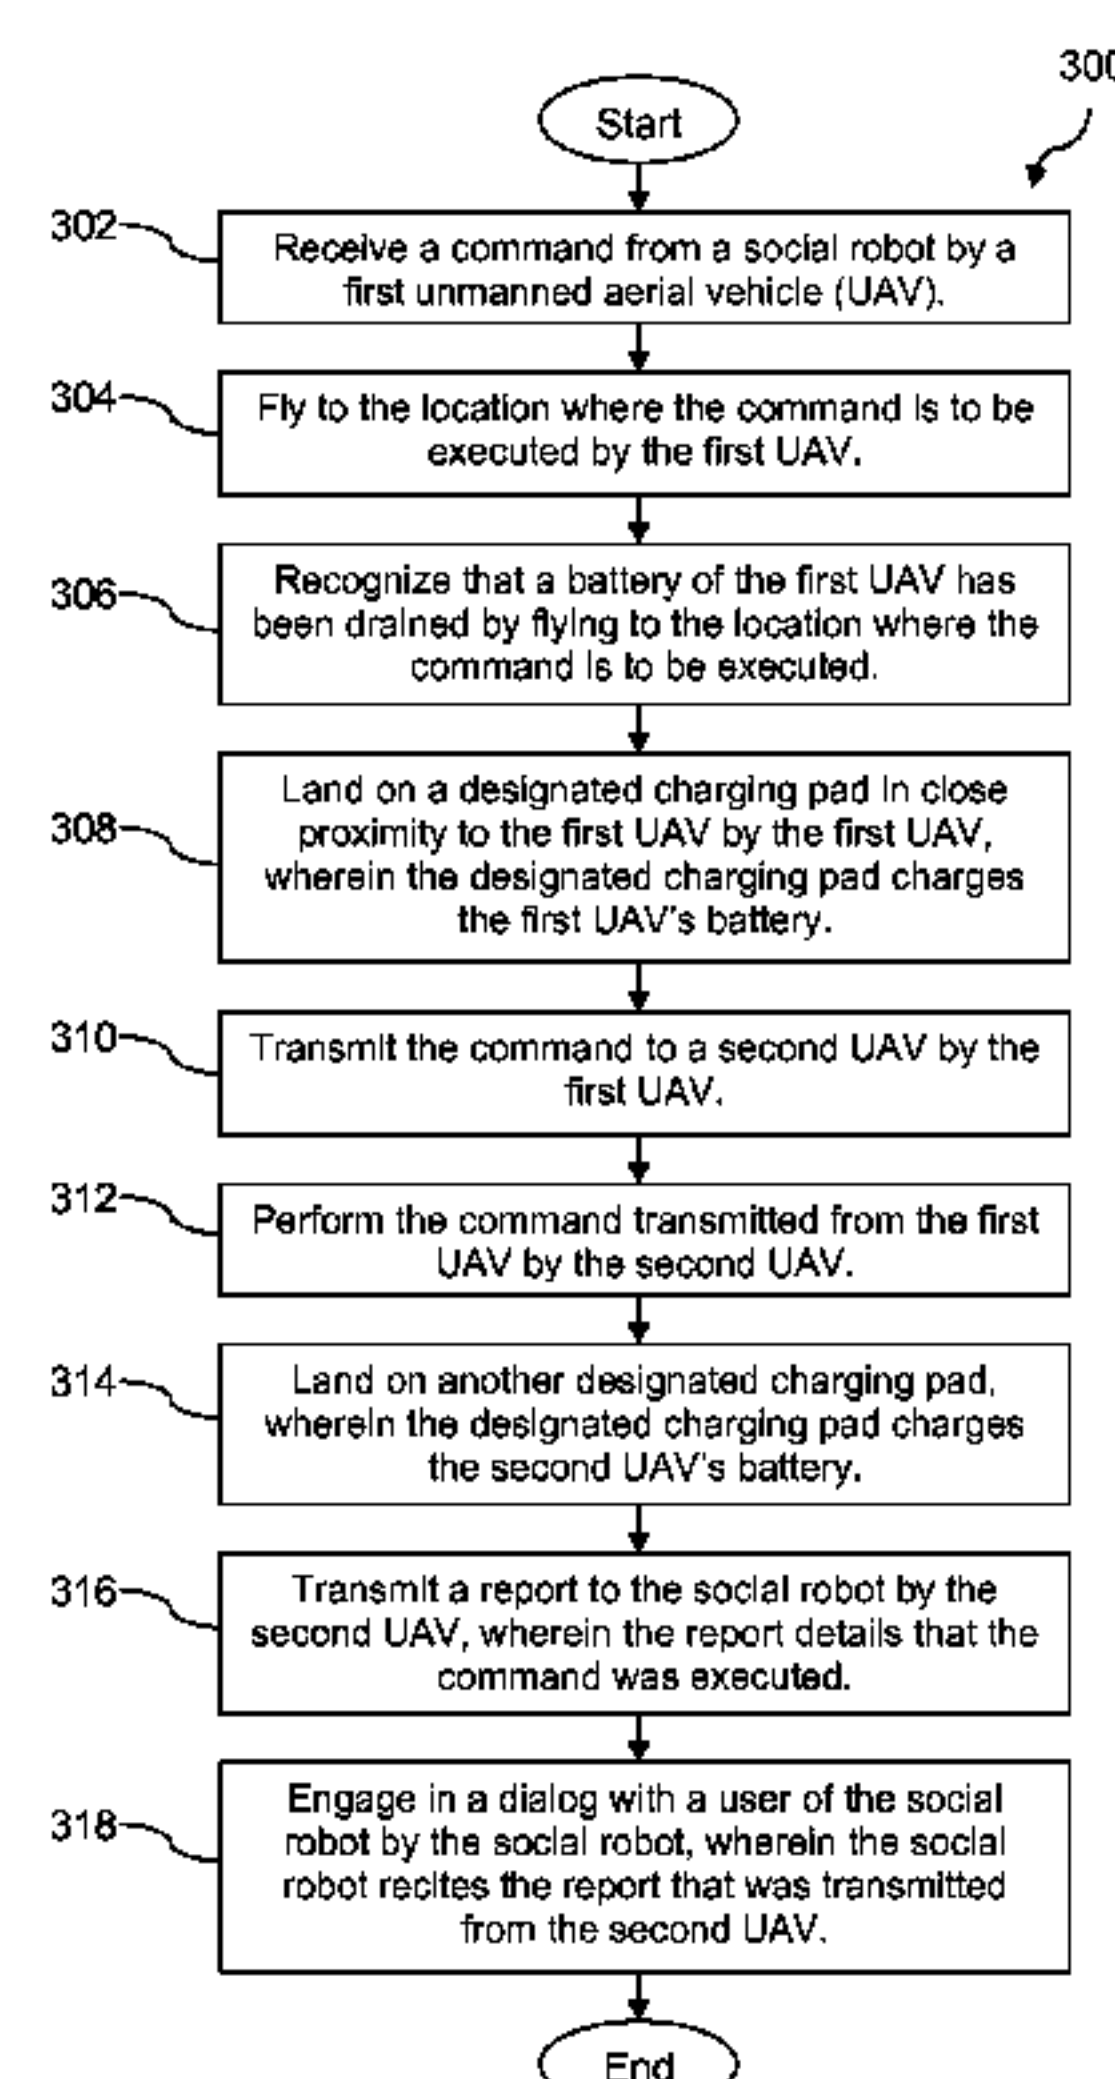 300
Start
302
Receive a command from a social robot by a
first unmanned aerial vehicle (UAV).
304
Fly to the location where the command is to be
executed by the first UAV.
306
Recognize that a battery of the first UAV has
been drained by flying to the location where the
command is to be executed.
308
Land on a designated charging pad in close
proximity to the first UAV by the first UAV,
wherein the designated charging pad charges
the first UAV's battery.
310
Transmit the command to a second UAV by the
first UAV.
312
Perform the command transmitted from the first
UAV by the second UAV.
314
Land on another designated charging pad,
wherein the designated charging pad charges
the second UAV's battery.
316
Transmit a report to the social robot by the
second UAV, wherein the report details that the
command was executed.
318
Engage in a dialog with a user of the social
robot by the social robot, wherein the social
robot recites the report that was transmitted
from the second UAV.
End